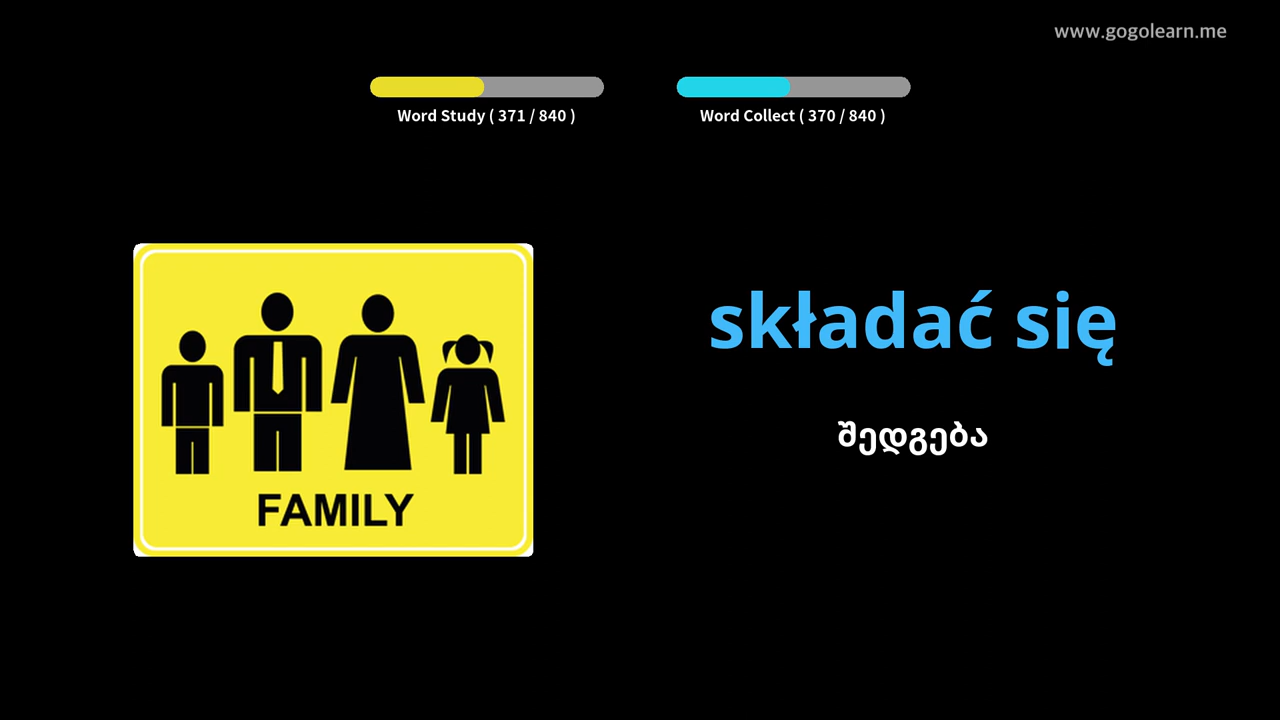 www.gogolearn.me
Word Study ( 371 / 840 )
Word Collect ( 370 / 840 )
składać się
შედგება
FAMILY